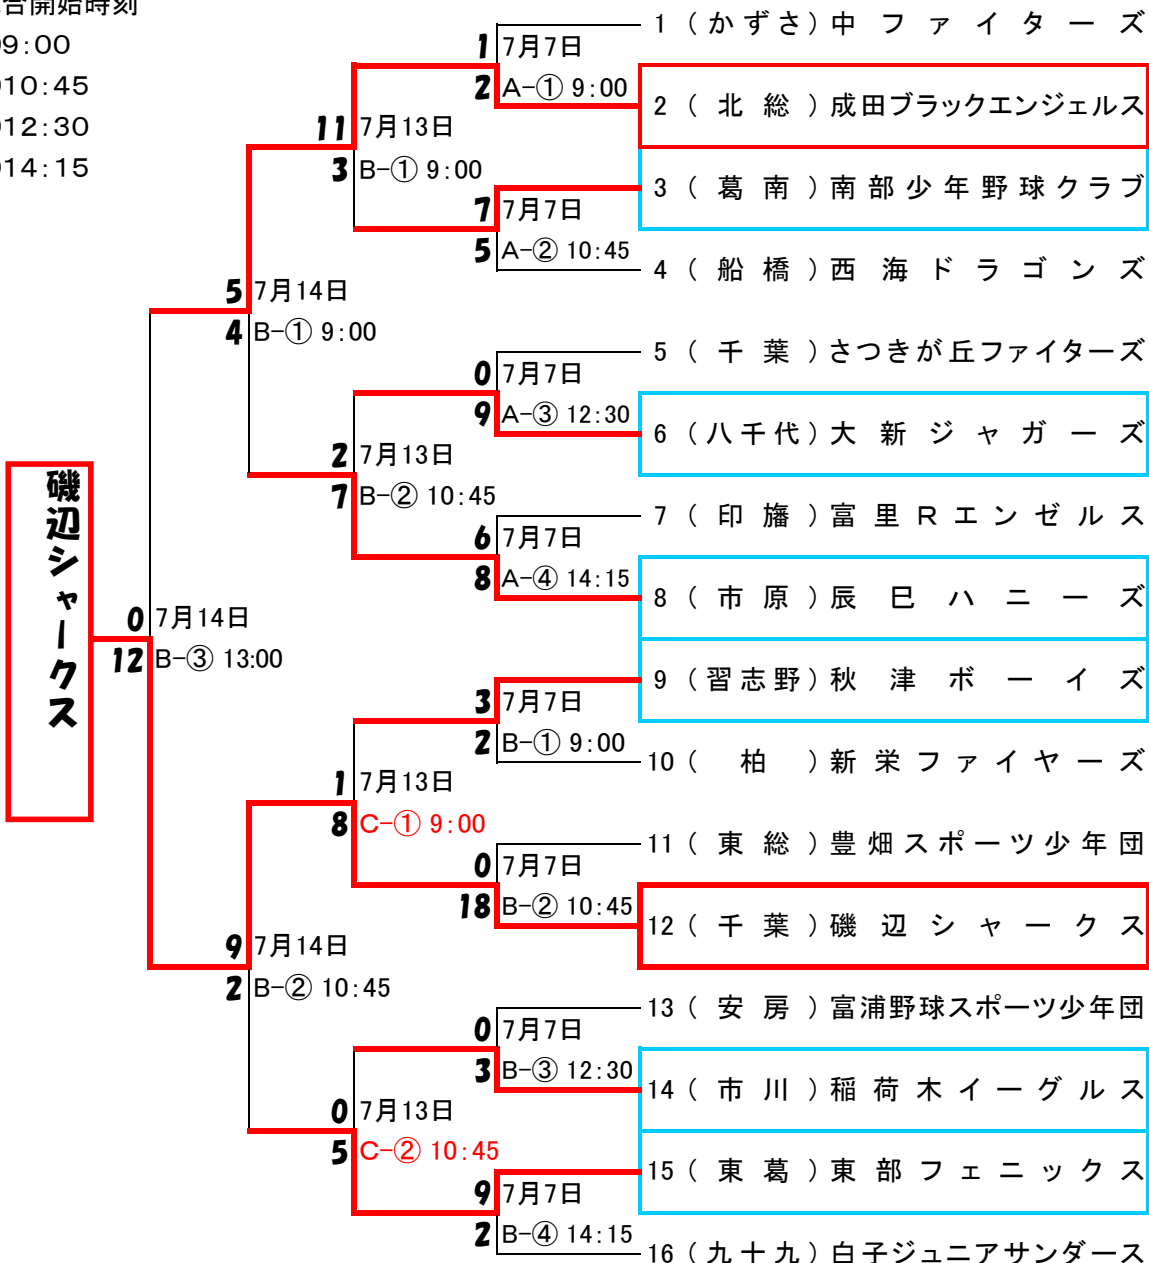 合開始時刻
9:00
10:45
12:30
14:15
1 (かずさ) 中ファイターズ
1 7月7日
2 A-① 9:00
2 (北総) 成田ブラックエンジェルス
11 7月13日
3 B-① 9:00
3 (葛南) 南部少年野球クラブ
7 7月7日
5 A-② 10:45
4 (船橋) 西海ドラゴンズ
5 7月14日
4 B-① 9:00
5 (千葉) さつきが丘ファイターズ
0 7月7日
9 A-③ 12:30
6 (八千代) 大新ジャガーズ
2 7月13日
7 B-② 10:45
7 (印旛) 富里Rエンゼルス
6 7月7日
8 A-④ 14:15
8 (市原) 辰巳ハニーズ
磯辺シャークス
0 7月14日
12 B-③ 13:00
9 (習志野) 秋津ボーイズ
3 7月7日
2 B-① 9:00
10 (柏) 新栄ファイヤーズ
1 7月13日
8 C-① 9:00
11 (東総) 豊畑スポーツ少年団
0 7月7日
18 B-② 10:45
12 (千葉) 磯辺シャークス
9 7月14日
2 B-② 10:45
13 (安房) 富浦野球スポーツ少年団
0 7月7日
3 B-③ 12:30
14 (市川) 稲荷木イーグルス
0 7月13日
5 C-② 10:45
15 (東葛) 東部フェニックス
9 7月7日
2 B-④ 14:15
16 (九十九) 白子ジュニアサンダース